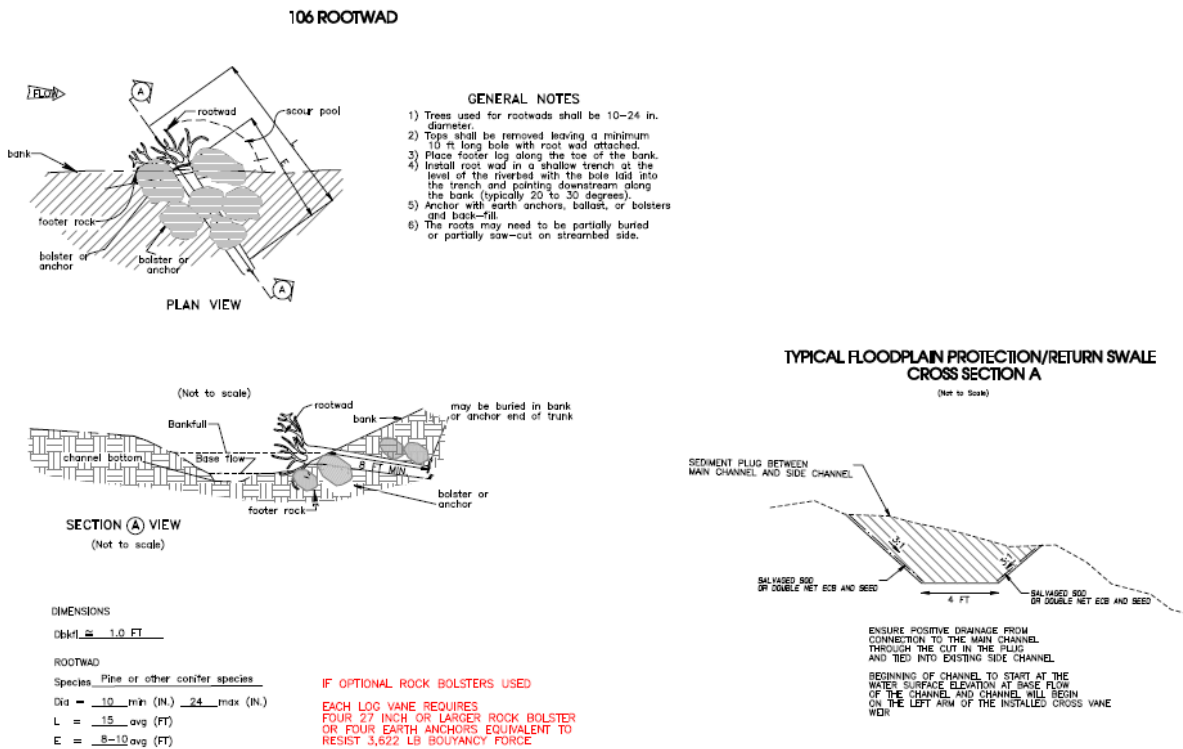 106 ROOTWAD
FLOW
A
rootwad
scour pool
bank
L
E
footer rock
bolster or
anchor
bolster or
anchor
A
PLAN VIEW
GENERAL NOTES
1) Trees used for rootwads shall be 10-24 in.
diameter.
2) Tops shall be removed leaving a minimum
10 ft long bole with root wad attached.
3) Place footer log along the toe of the bank.
4) Install root wad in a shallow trench at the
level of the riverbed with the bole laid into
the trench and pointing downstream along
the bank (typically 20 to 30 degrees).
5) Anchor with earth anchors, ballast, or bolsters
and back-fill.
6) The roots may need to be partially buried
or partially saw-cut on streambed side.
(Not to scale)
rootwad
bank
may be buried in bank
or anchor end of trunk
Bankfull
channel bottom
Base flow
8 FT MIN.
footer rock
bolster or
anchor
SECTION A VIEW
(Not to scale)
DIMENSIONS
Dbkfl ≅ 1.0 FT
ROOTWAD
Species Pine or other conifer species
Dia = 10 min (IN.) 24 max (IN.)
L = 15 avg (FT)
E = 8-10 avg (FT)
IF OPTIONAL ROCK BOLSTERS USED
EACH LOG VANE REQUIRES
FOUR 27 INCH OR LARGER ROCK BOLSTER
OR FOUR EARTH ANCHORS EQUIVALENT TO
RESIST 3,622 LB BOUYANCY FORCE
TYPICAL FLOODPLAIN PROTECTION/RETURN SWALE
CROSS SECTION A
(Not to Scale)
SEDIMENT PLUG BETWEEN
MAIN CHANNEL AND SIDE CHANNEL
3:1
3:1
SALVAGED SOD
OR DOUBLE NET ECB AND SEED
4 FT
SALVAGED SOD
OR DOUBLE NET ECB AND SEED
ENSURE POSITIVE DRAINAGE FROM
CONNECTION TO THE MAIN CHANNEL
THROUGH THE CUT IN THE PLUG
AND TIED INTO EXISTING SIDE CHANNEL
BEGINNING OF CHANNEL TO START AT THE
WATER SURFACE ELEVATION AT BASE FLOW
OF THE CHANNEL AND CHANNEL WILL BEGIN
ON THE LEFT ARM OF THE INSTALLED CROSS VANE
WEIR